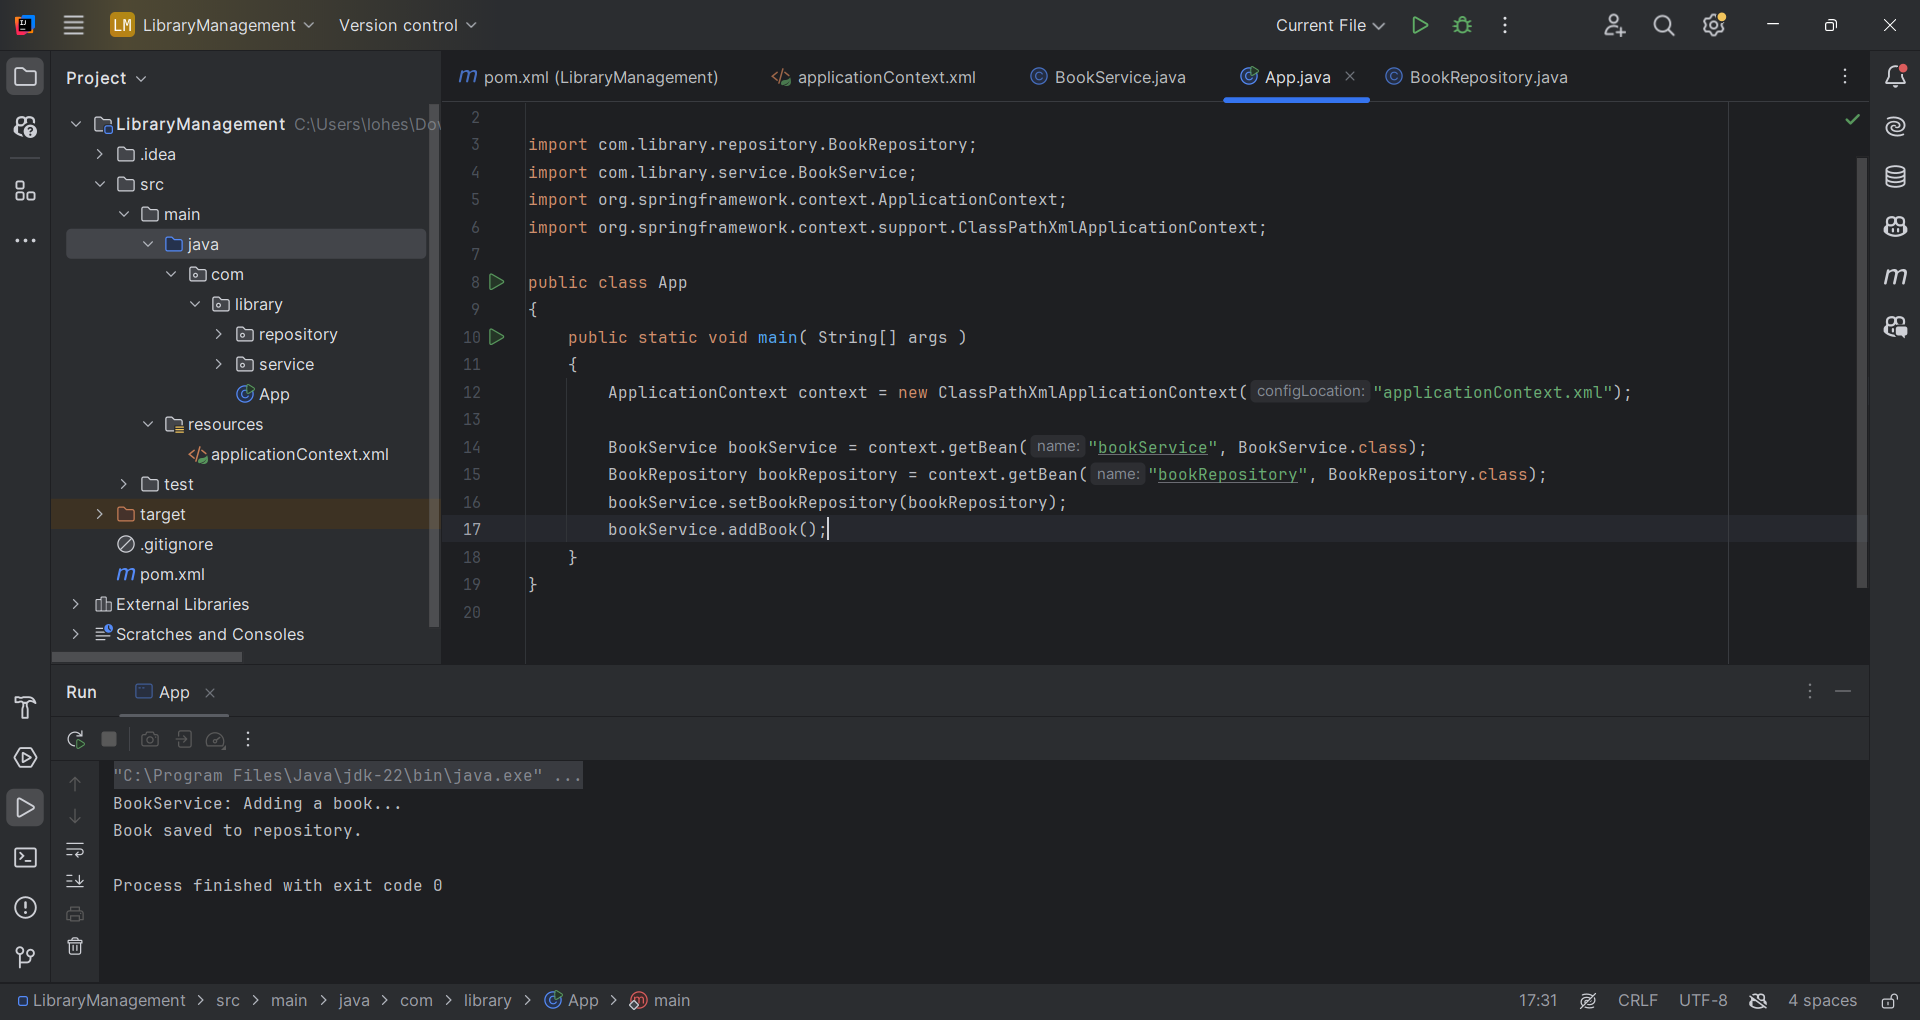 LM LibraryManagement Version control Current File
Project
pom.xml (LibraryManagement) applicationContext.xml BookService.java App.java BookRepository.java
LibraryManagement C:\Users\lohes\Dov
.idea
src
main
java
com
library
repository
service
App
resources
applicationContext.xml
test
target
.gitignore
pom.xml
External Libraries
Scratches and Consoles
2
3 import com.library.repository.BookRepository;
4 import com.library.service.BookService;
5 import org.springframework.context.ApplicationContext;
6 import org.springframework.context.support.ClassPathXmlApplicationContext;
7
8 public class App
9 {
10 public static void main( String[] args )
11 {
12 ApplicationContext context = new ClassPathXmlApplicationContext( configLocation: "applicationContext.xml");
13
14 BookService bookService = context.getBean( name: "bookService", BookService.class);
15 BookRepository bookRepository = context.getBean( name: "bookRepository", BookRepository.class);
16 bookService.setBookRepository(bookRepository);
17 bookService.addBook();
18 }
19 }
20
Run App
"C:\Program Files\Java\jdk-22\bin\java.exe" ...
BookService: Adding a book...
Book saved to repository.
Process finished with exit code 0
LibraryManagement > src > main > java > com > library > App > main 17:31 CRLF UTF-8 4 spaces